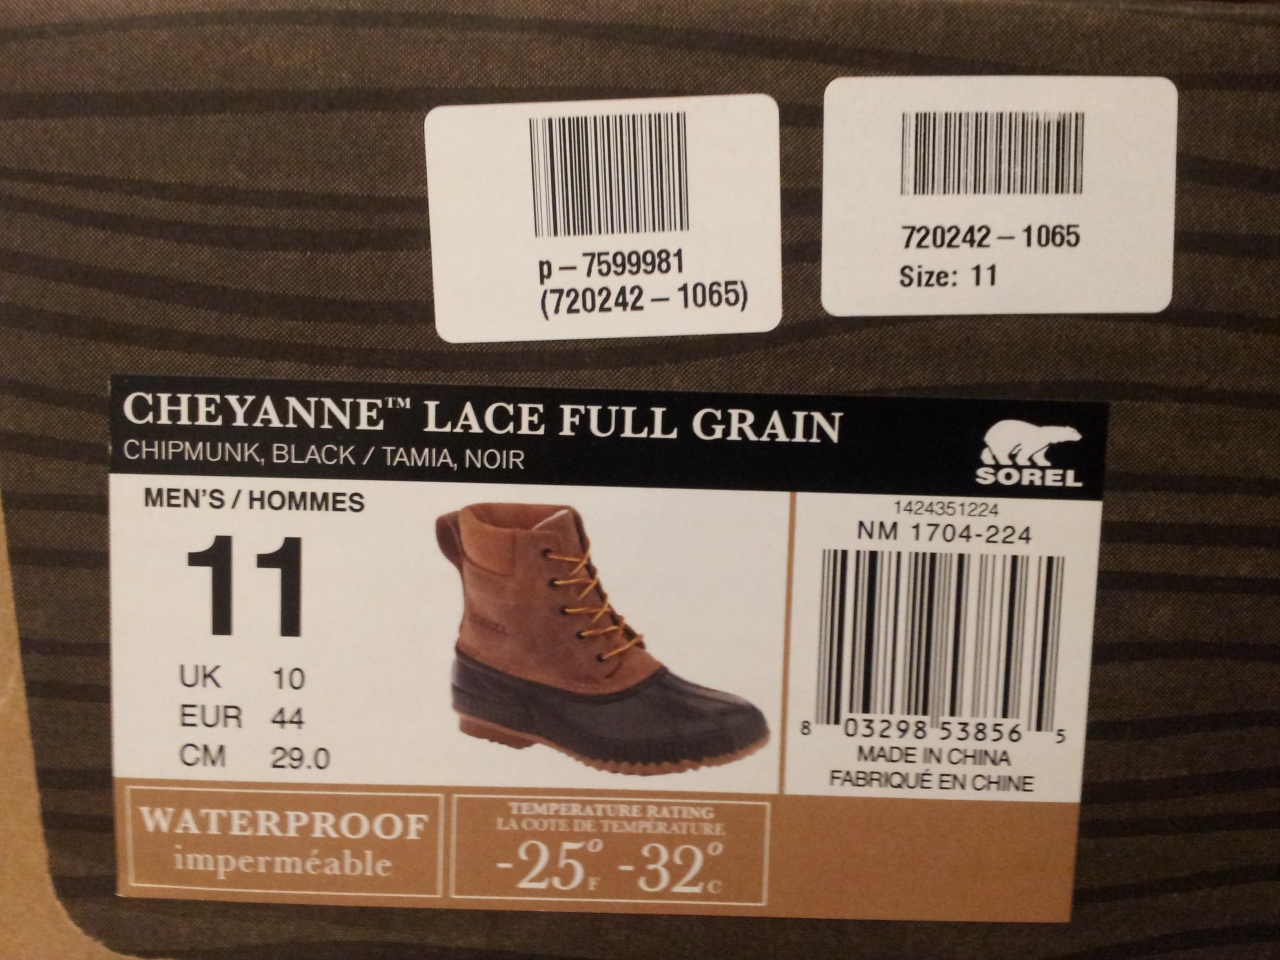 p – 7599981
(720242 – 1065)
720242 – 1065
Size: 11
CHEYANNE™ LACE FULL GRAIN
CHIPMUNK, BLACK / TAMIA, NOIR
SOREL
MEN'S / HOMMES
11
UK 10
EUR 44
CM 29.0
1424351224
NM 1704-224
8 03298 53856 5
MADE IN CHINA
FABRIQUÉ EN CHINE
WATERPROOF
imperméable
TEMPERATURE RATING
LA COTE DE TEMPÉRATURE
-25°F -32°C